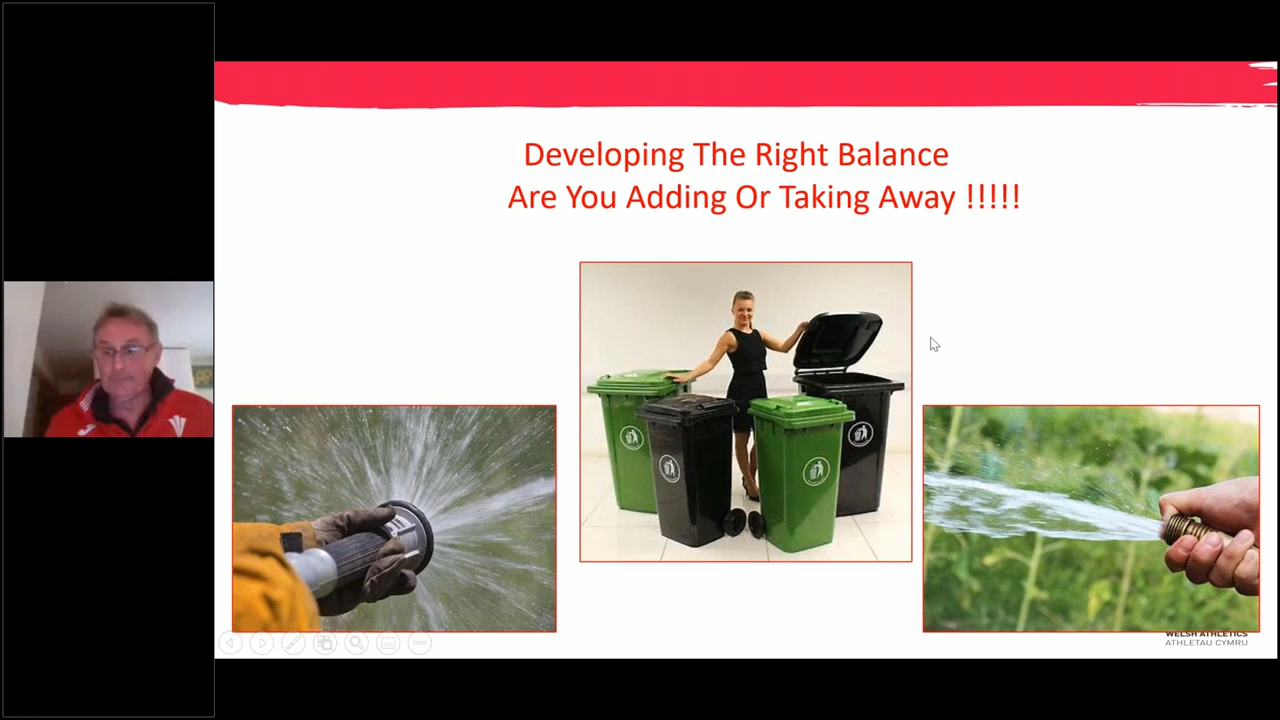 Developing The Right Balance
Are You Adding Or Taking Away !!!!!
WELSH ATHLETICS
ATHLETAU CYMRU